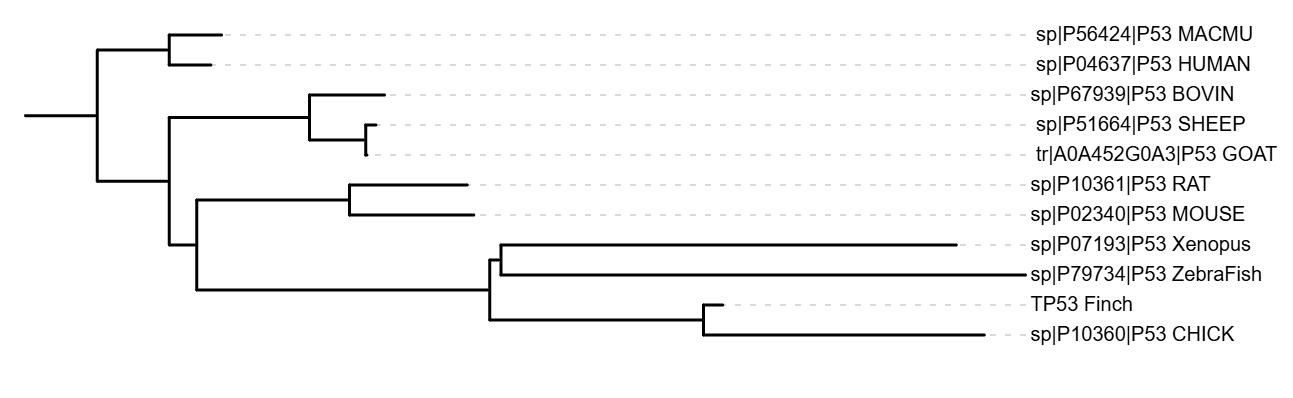 sp|P56424|P53 MACMU
sp|P04637|P53 HUMAN
sp|P67939|P53 BOVIN
sp|P51664|P53 SHEEP
tr|A0A452G0A3|P53 GOAT
sp|P10361|P53 RAT
sp|P02340|P53 MOUSE
sp|P07193|P53 Xenopus
sp|P79734|P53 ZebraFish
TP53 Finch
sp|P10360|P53 CHICK